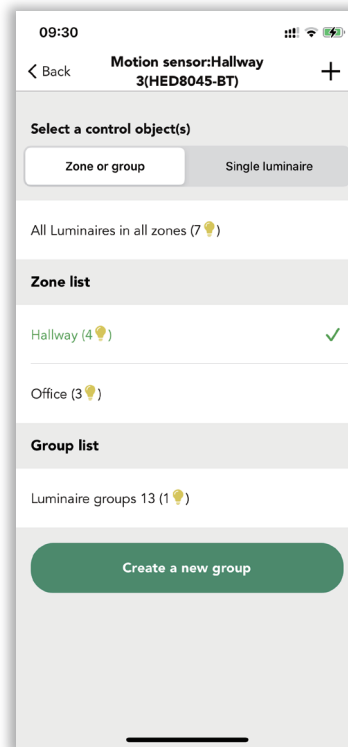 09:30
Back
Motion sensor:Hallway
3(HED8045-BT)
Select a control object(s)
Zone or group
Single luminaire
All Luminaires in all zones (7💡)
Zone list
Hallway (4💡)
Office (3💡)
Group list
Luminaire groups 13 (1💡)
Create a new group